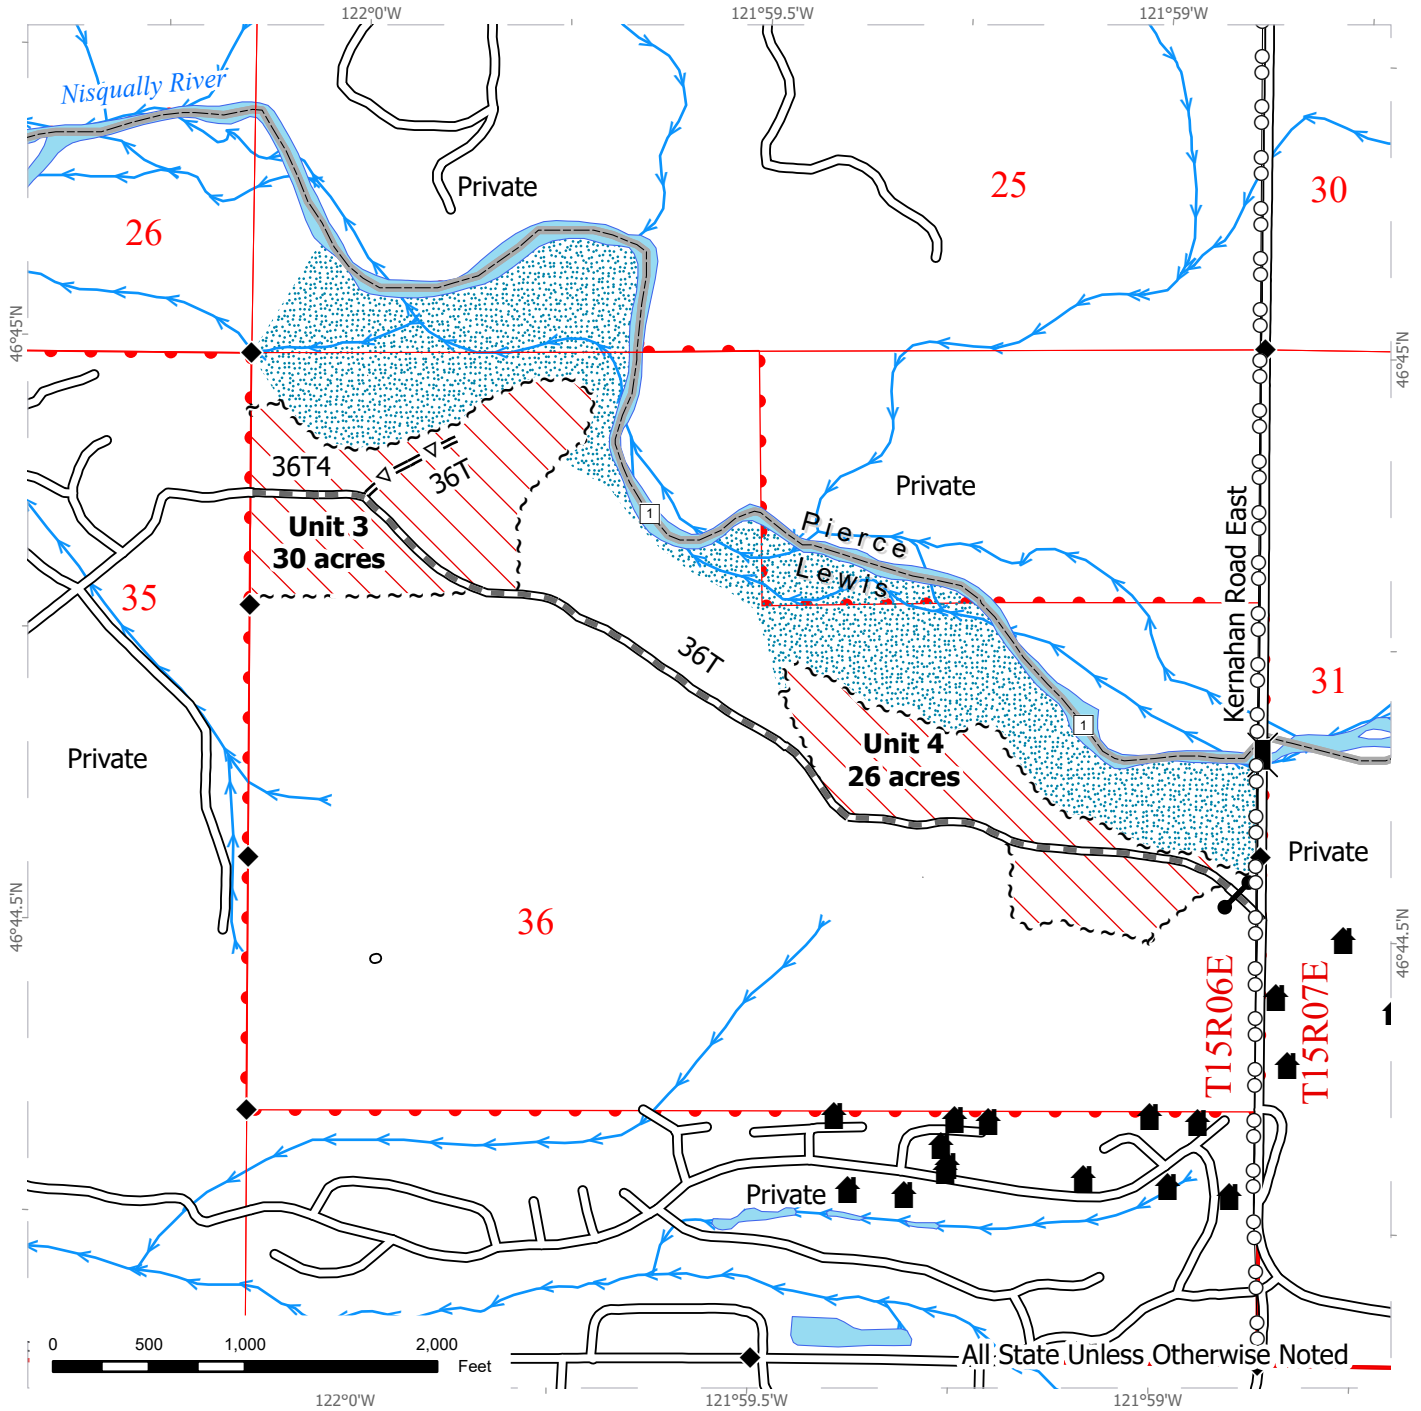 122°0'W
121°59.5'W
121°59'W
Nisqually River
Private
25
30
26
46°45'N
46°45'N
36T4
36T
Private
Unit 3
30 acres
1
Pierce
Lewis
Kernahan Road East
35
36T
31
Private
Unit 4
26 acres
1
Private
46°44.5'N
46°44.5'N
36
T15R06E
T15R07E
Private
0
500
1,000
2,000
Feet
All State Unless Otherwise Noted
122°0'W
121°59.5'W
121°59'W